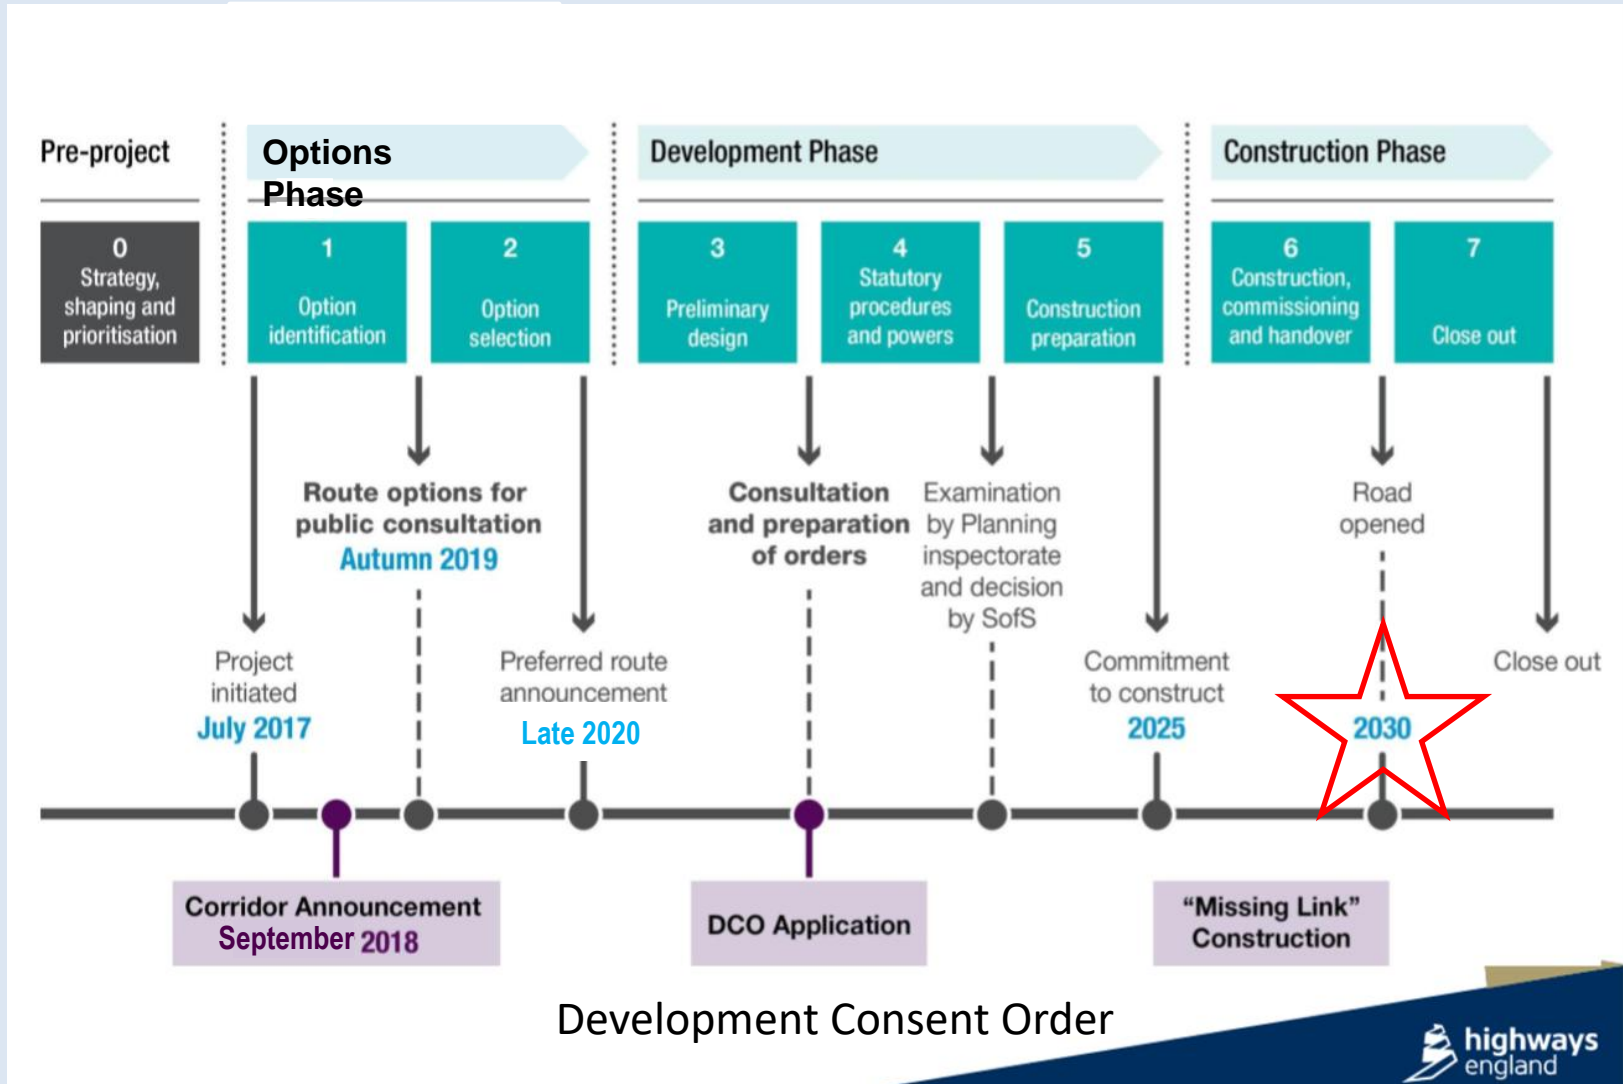 Pre-project
Options
Phase
Development Phase
Construction Phase
0
Strategy,
shaping and
prioritisation
1
Option
identification
2
Option
selection
3
Preliminary
design
4
Statutory
procedures
and powers
5
Construction
preparation
6
Construction,
commissioning
and handover
7
Close out
Route options for
public consultation
Autumn 2019
Consultation
and preparation
of orders
Examination
by Planning
inspectorate
and decision
by SofS
Road
opened
Project
initiated
July 2017
Preferred route
announcement
Late 2020
Commitment
to construct
2025
2030
Close out
Corridor Announcement
September 2018
DCO Application
“Missing Link”
Construction
Development Consent Order
highways
england